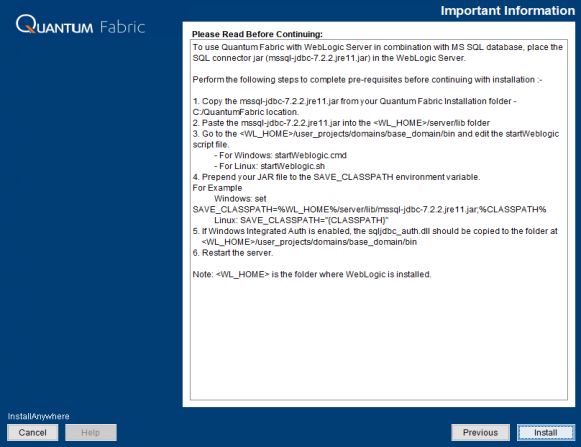 Important Information
QUANTUM Fabric
Please Read Before Continuing:
To use Quantum Fabric with WebLogic Server in combination with MS SQL database, place the
SQL connector jar (mssql-jdbc-7.2.2.jre11.jar) in the WebLogic Server.
Perform the following steps to complete pre-requisites before continuing with installation :-
1. Copy the mssql-jdbc-7.2.2.jre11.jar from your Quantum Fabric Installation folder -
C:/QuantumFabric location.
2. Paste the mssql-jdbc-7.2.2.jre11.jar into the <WL_HOME>/server/lib folder
3. Go to the <WL_HOME>/user_projects/domains/base_domain/bin and edit the startWeblogic
script file.
- For Windows: startWeblogic.cmd
- For Linux: startWeblogic.sh
4. Prepend your JAR file to the SAVE_CLASSPATH environment variable.
For Example
Windows: set
SAVE_CLASSPATH=%WL_HOME%/server/lib/mssql-jdbc-7.2.2.jre11.jar;%CLASSPATH%
Linux: SAVE_CLASSPATH="{CLASSPATH}"
5. If Windows Integrated Auth is enabled, the sqljdbc_auth.dll should be copied to the folder at
<WL_HOME>/user_projects/domains/base_domain/bin
6. Restart the server.
Note: <WL_HOME> is the folder where WebLogic is installed.
InstallAnywhere
Cancel
Help
Previous
Install